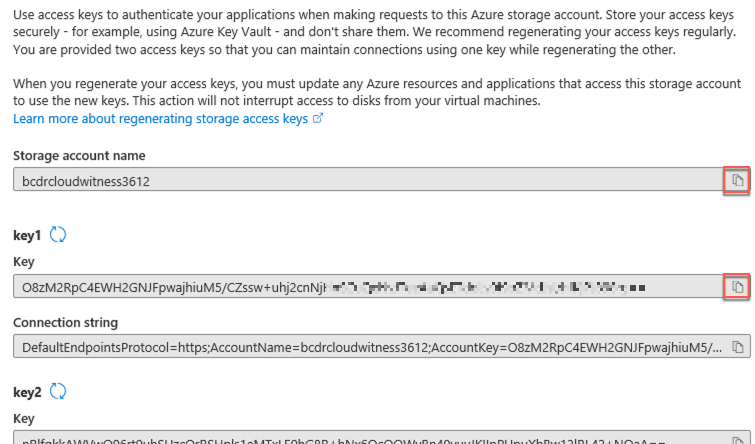 Use access keys to authenticate your applications when making requests to this Azure storage account. Store your access keys
securely - for example, using Azure Key Vault - and don't share them. We recommend regenerating your access keys regularly.
You are provided two access keys so that you can maintain connections using one key while regenerating the other.
When you regenerate your access keys, you must update any Azure resources and applications that access this storage account
to use the new keys. This action will not interrupt access to disks from your virtual machines.
Learn more about regenerating storage access keys
Storage account name
bcdrcloudwitness3612
key1
Key
O8zM2RpC4EWH2GNJFpwajhiuM5/CZssw+uhj2cnNj
Connection string
DefaultEndpointsProtocol=https;AccountName=bcdrcloudwitness3612;AccountKey=O8zM2RpC4EWH2GNJFpwajhiuM5/...
key2
Key